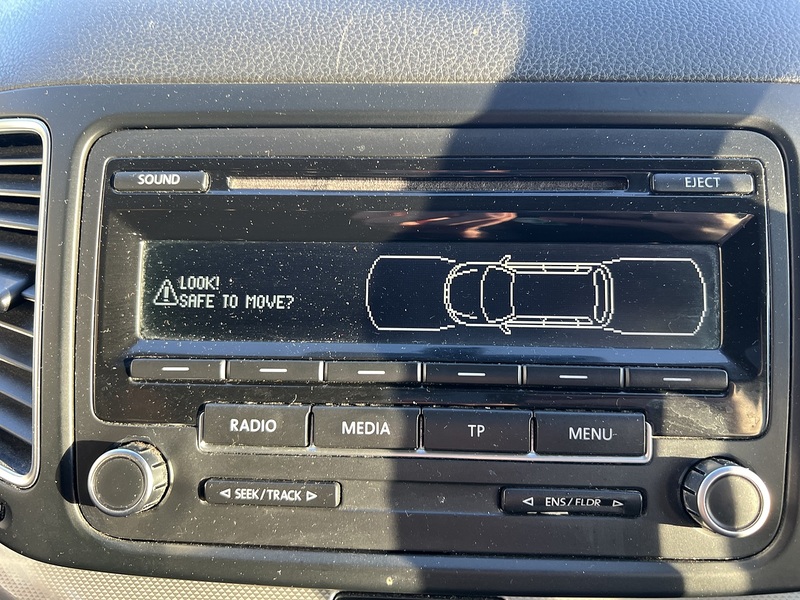 SOUND
EJECT
LOOK!
SAFE TO MOVE?
RADIO
MEDIA
TP
MENU
◁ SEEK/TRACK ▷
◁ ENS/FLDR ▷